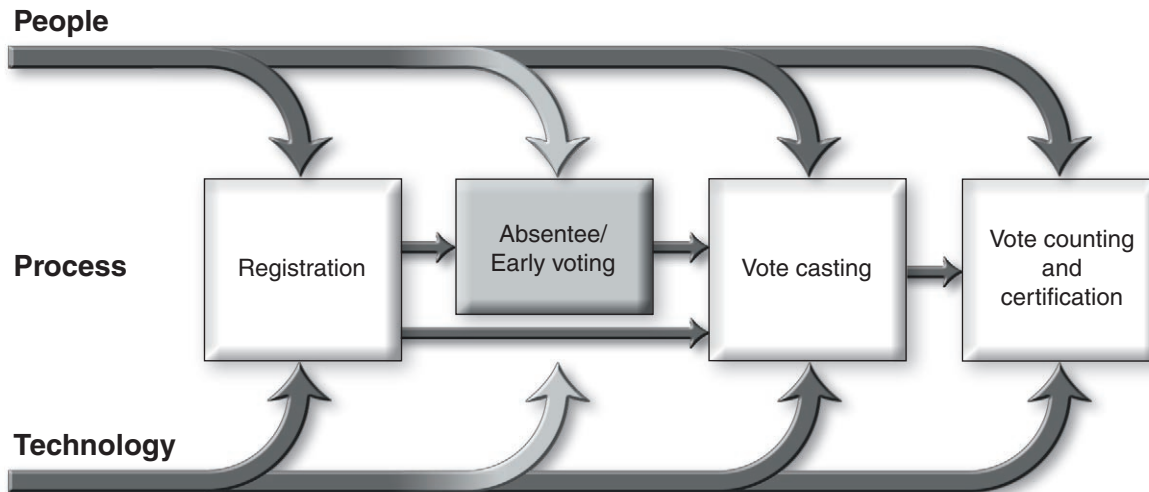 People
Process
Registration
Absentee/
Early voting
Vote casting
Vote counting
and
certification
Technology